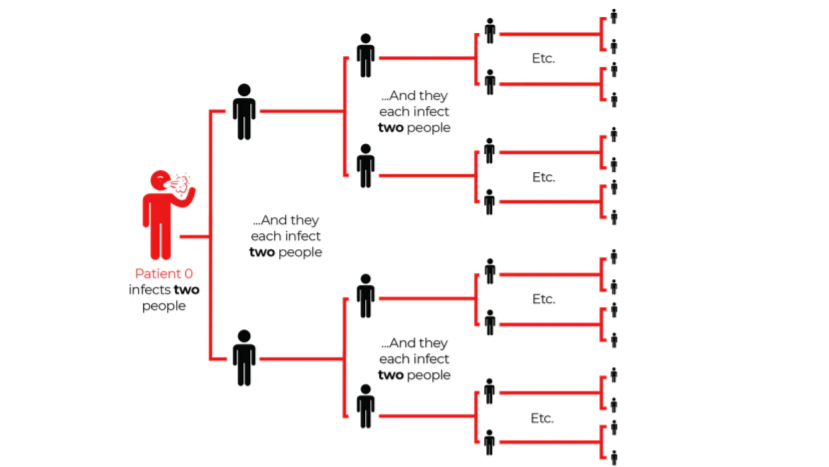 Patient 0
infects two
people
...And they
each infect
two people
...And they
each infect
two people
...And they
each infect
two people
Etc.
Etc.
Etc.
Etc.